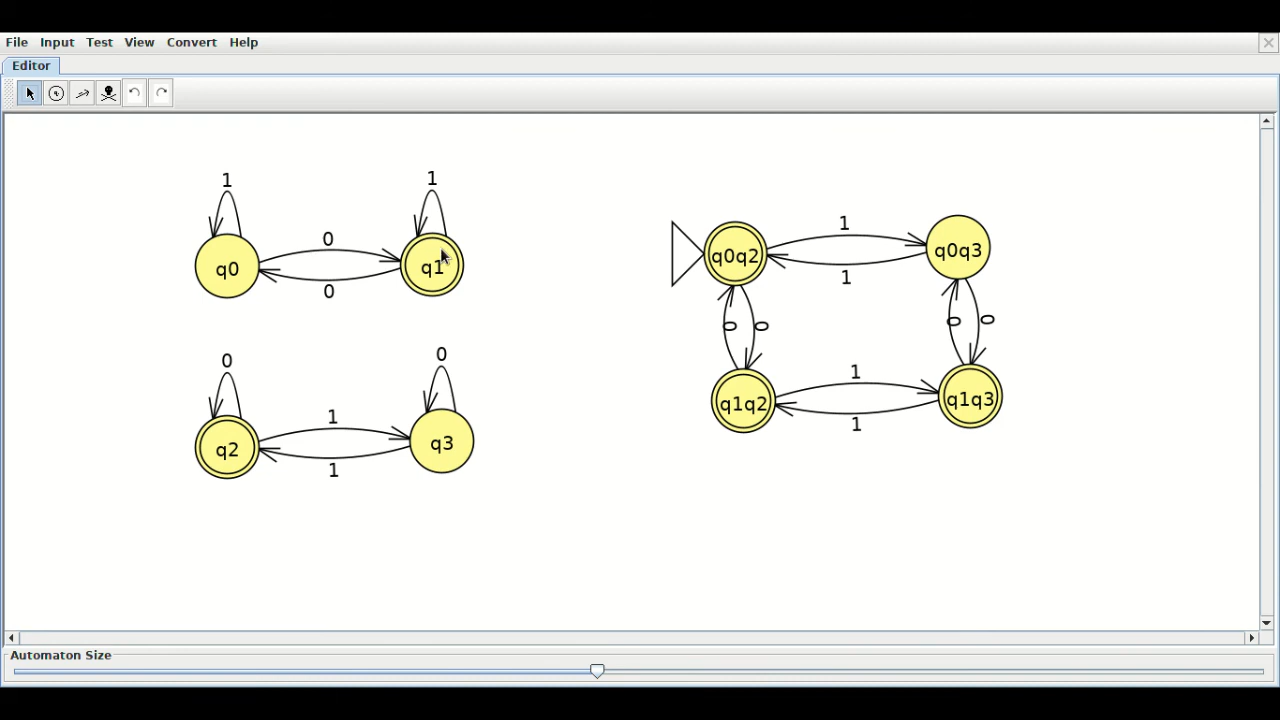 File Input Test View Convert Help
Editor
1 1
0
q0 q1
0
0 0
1
q2 q3
1
1
q0q2 q0q3
1
0 0 0 0
1
q1q2 q1q3
1
Automaton Size